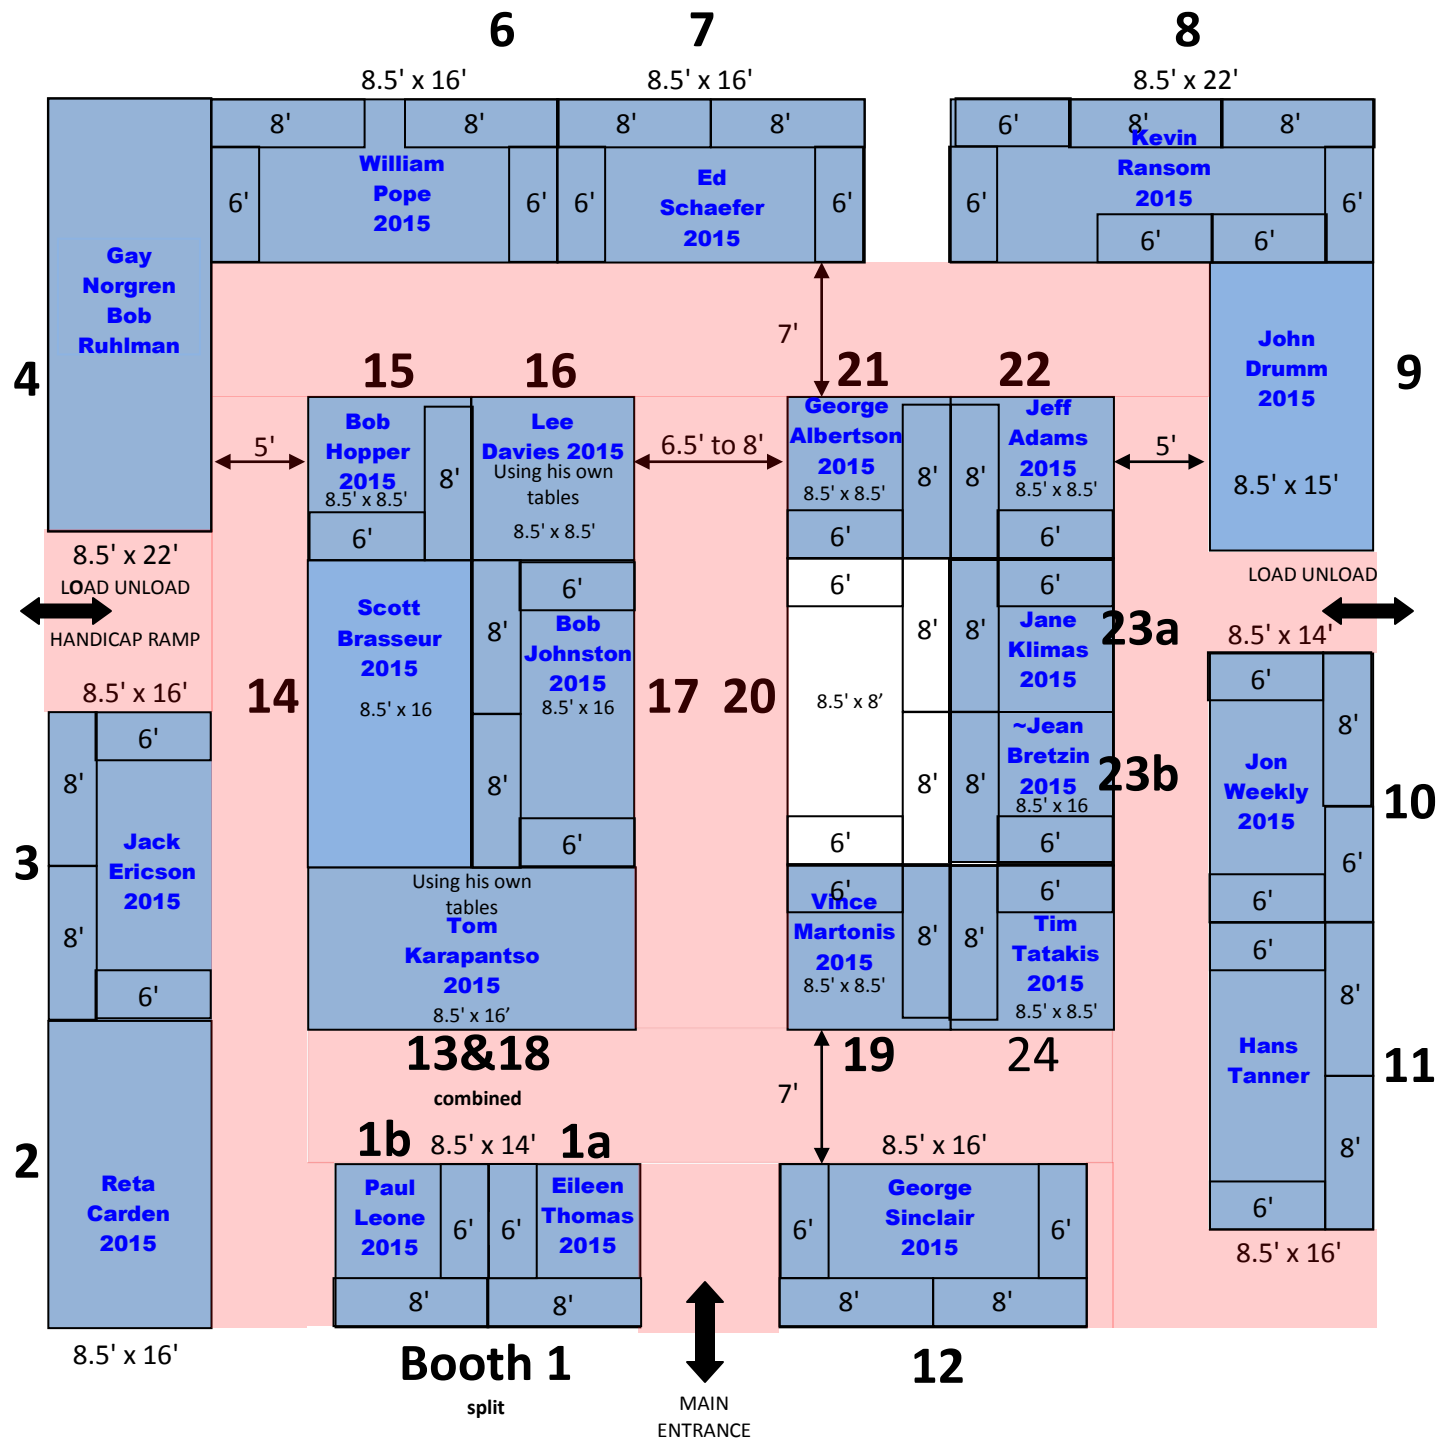 6
7
8
8.5' x 16'
8.5' x 16'
8.5' x 22'
8'
8'
8'
8'
6'
8'
8'
William
Pope
2015
6'
6'
Ed
Schaefer
2015
6'
6'
Kevin
Ransom
2015
6'
6'
6'
6'
Gay
Norgren
Bob
Ruhlman
4
8.5' x 22'
7'
John
Drumm
2015
8.5' x 15'
9
15
16
21
22
5'
6.5' to 8'
5'
Bob
Hopper
2015
8.5' x 8.5'
8'
6'
Lee
Davies 2015
Using his own
tables
8.5' x 8.5'
George
Albertson
2015
8.5' x 8.5'
8'
6'
Jeff
Adams
2015
8.5' x 8.5'
8'
6'
LOAD UNLOAD
HANDICAP RAMP
LOAD UNLOAD
8.5' x 16'
8.5' x 14'
14
Scott
Brasseur
2015
8.5' x 16
8'
8'
6'
Bob
Johnston
2015
8.5' x 16
6'
17
20
6'
8'
8.5' x 8’
8'
6'
8'
6'
Jane
Klimas
2015
23a
8'
~Jean
Bretzin
2015
8.5' x 16
6'
23b
3
8'
6'
Jack
Ericson
2015
8'
6'
6'
8'
Jon
Weekly
2015
6'
6'
10
Using his own
tables
Tom
Karapantso
2015
8.5' x 16’
13&18
combined
6'
Vince
Martonis
2015
8.5' x 8.5'
8'
19
8'
6'
Tim
Tatakis
2015
8.5' x 8.5'
24
6'
8'
Hans
Tanner
8'
6'
11
8.5' x 16'
7'
2
Reta
Carden
2015
8.5' x 16'
1b
8.5' x 14'
1a
Paul
Leone
2015
6'
8'
6'
Eileen
Thomas
2015
8'
Booth 1
split
8.5' x 16'
6'
George
Sinclair
2015
6'
8'
8'
12
MAIN
ENTRANCE